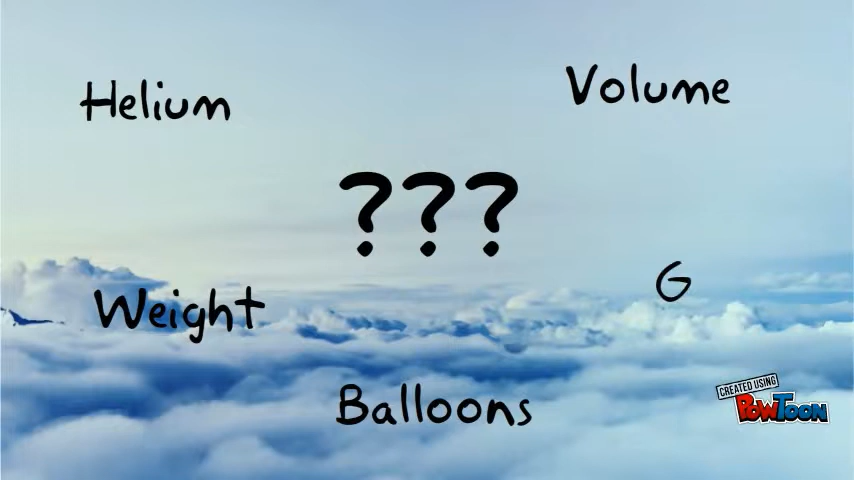 Helium
Volume
???
Weight
G
Balloons
CREATED USING
POWTOON